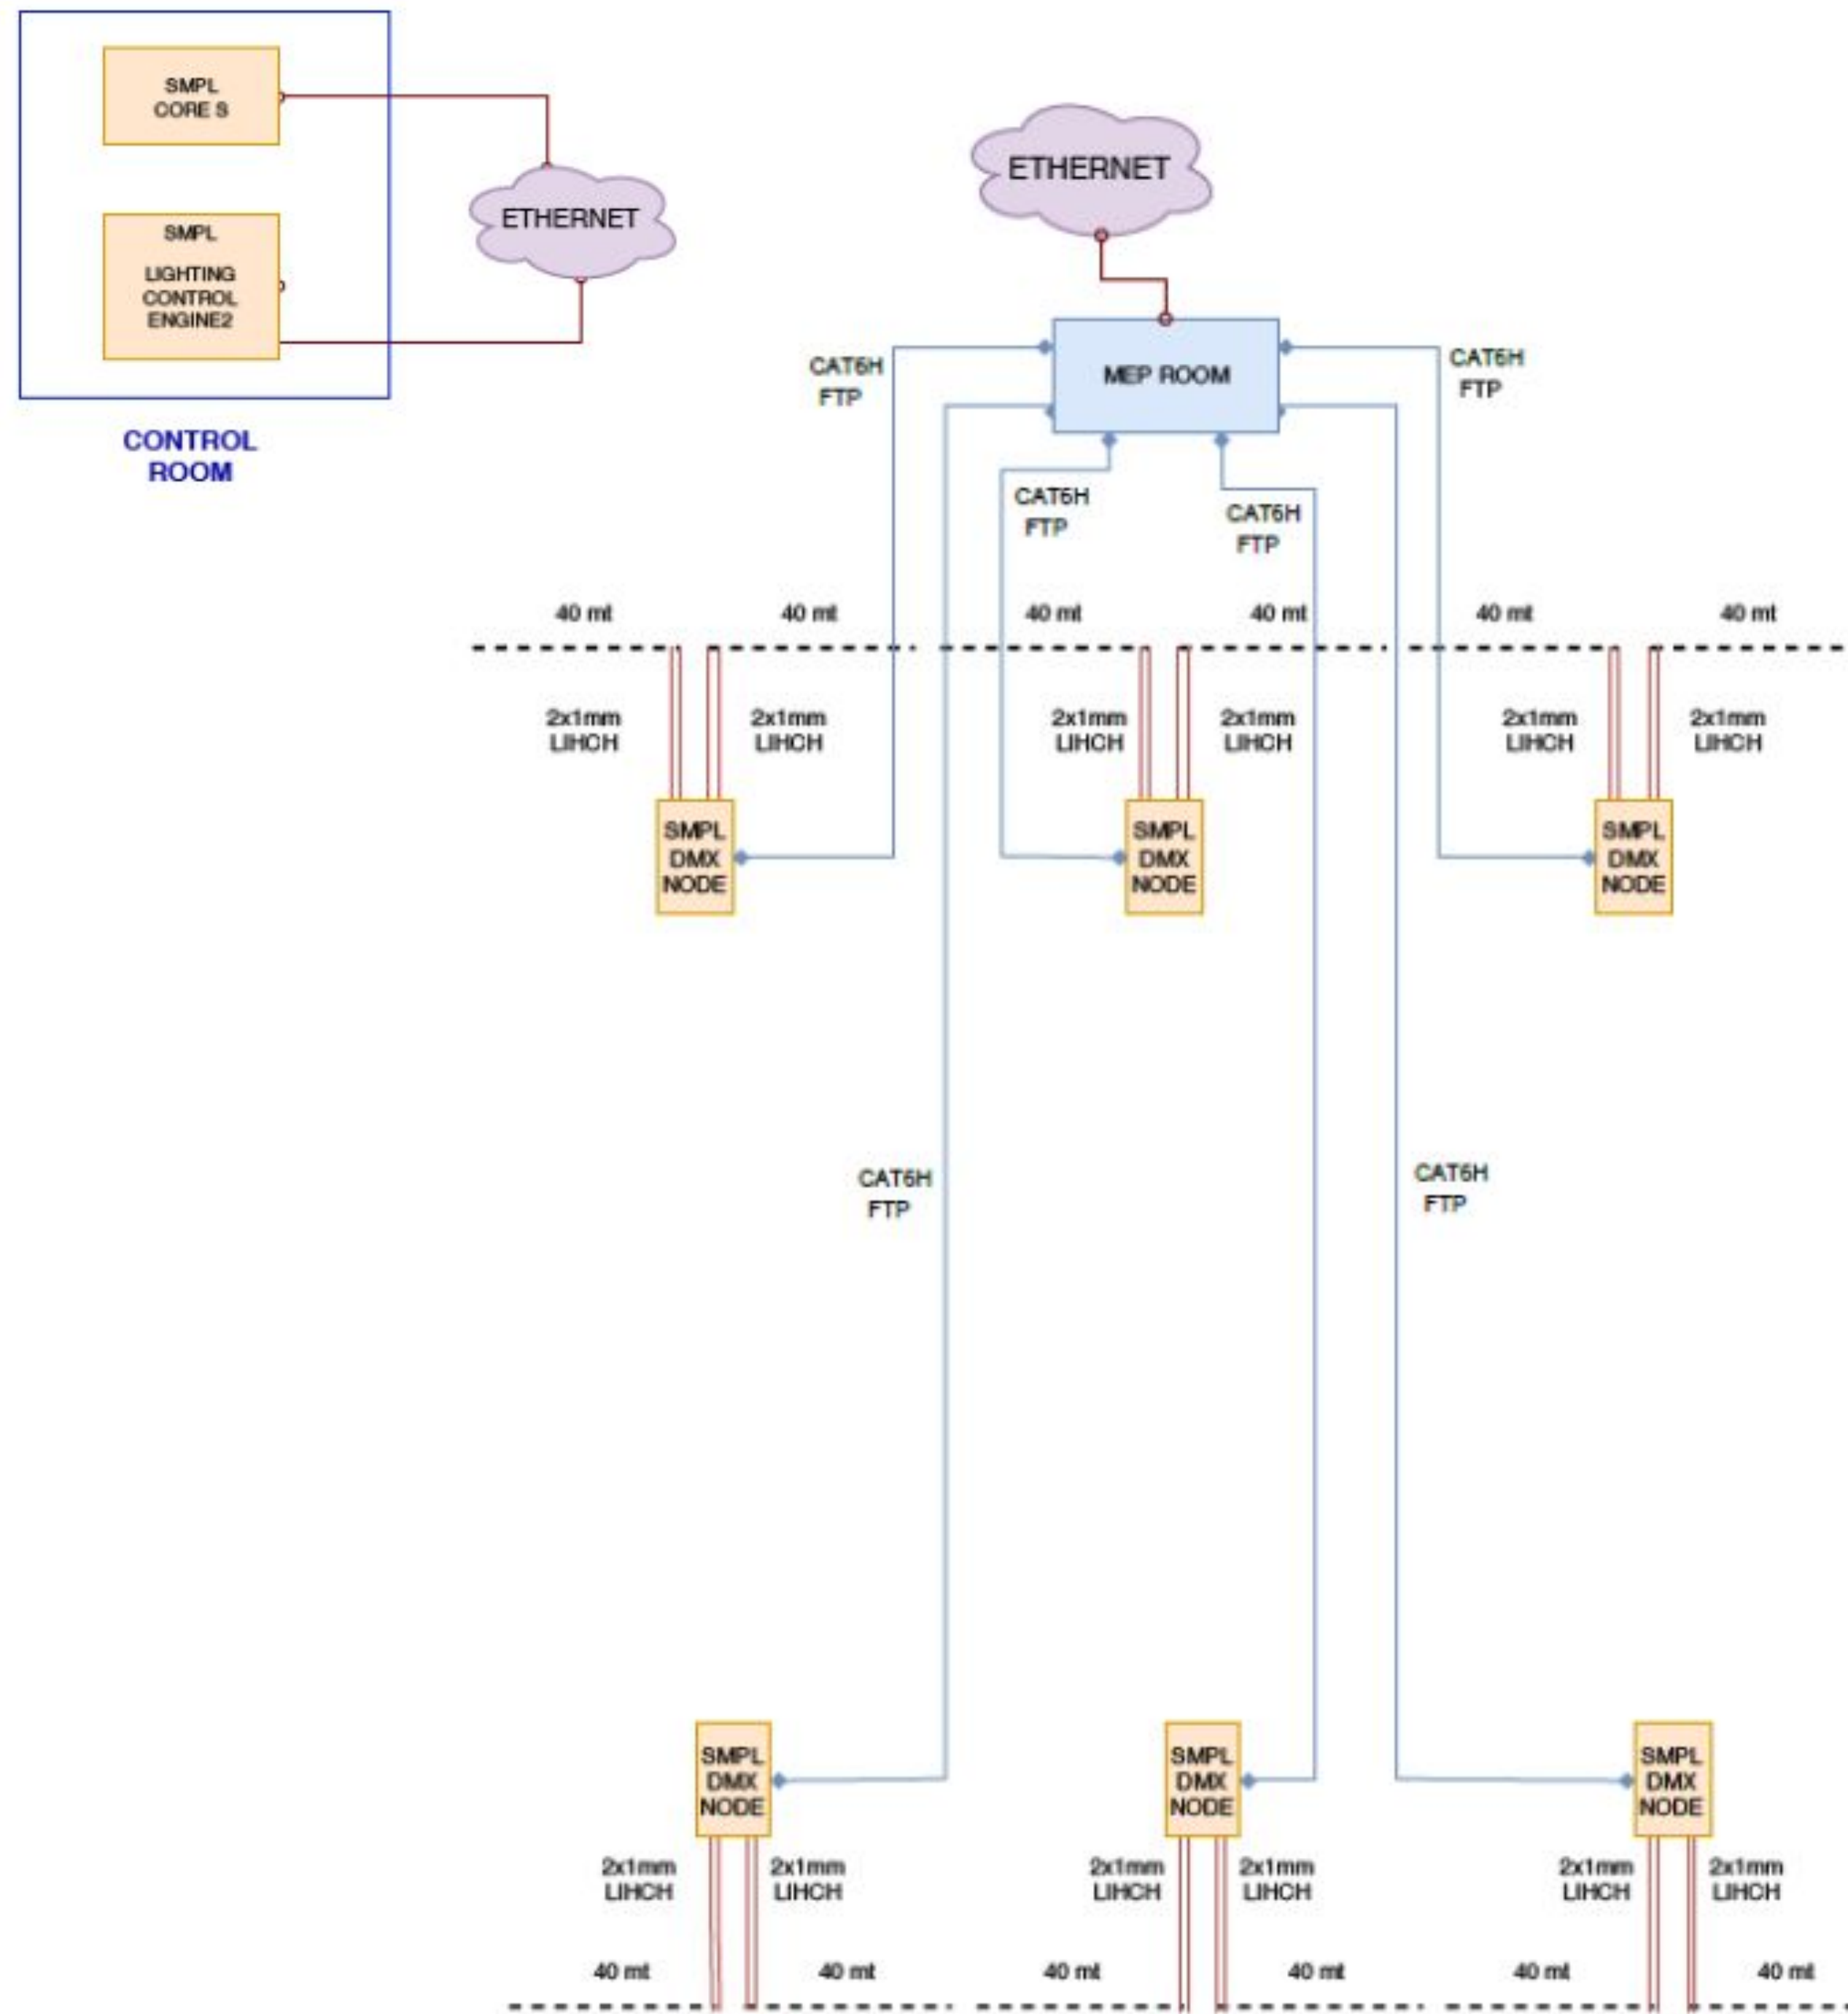 SMPL
CORE S
SMPL
LIGHTING
CONTROL
ENGINE2
CONTROL
ROOM
ETHERNET
ETHERNET
MEP ROOM
CAT6H
FTP
CAT6H
FTP
CAT6H
FTP
CAT6H
FTP
40 mt
40 mt
40 mt
40 mt
40 mt
40 mt
2x1mm
LIHCH
2x1mm
LIHCH
2x1mm
LIHCH
2x1mm
LIHCH
2x1mm
LIHCH
2x1mm
LIHCH
SMPL
DMX
NODE
SMPL
DMX
NODE
SMPL
DMX
NODE
CAT6H
FTP
CAT6H
FTP
SMPL
DMX
NODE
SMPL
DMX
NODE
SMPL
DMX
NODE
2x1mm
LIHCH
2x1mm
LIHCH
2x1mm
LIHCH
2x1mm
LIHCH
2x1mm
LIHCH
2x1mm
LIHCH
40 mt
40 mt
40 mt
40 mt
40 mt
40 mt